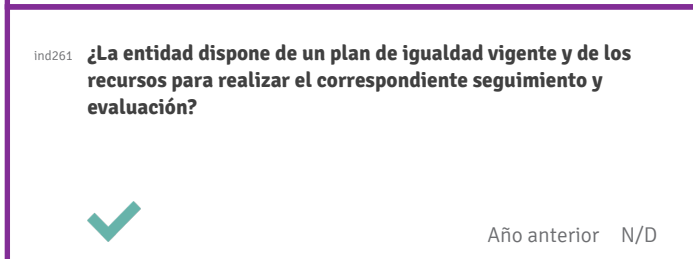 ind261 ¿La entidad dispone de un plan de igualdad vigente y de los
recursos para realizar el correspondiente seguimiento y
evaluación?
Año anterior N/D